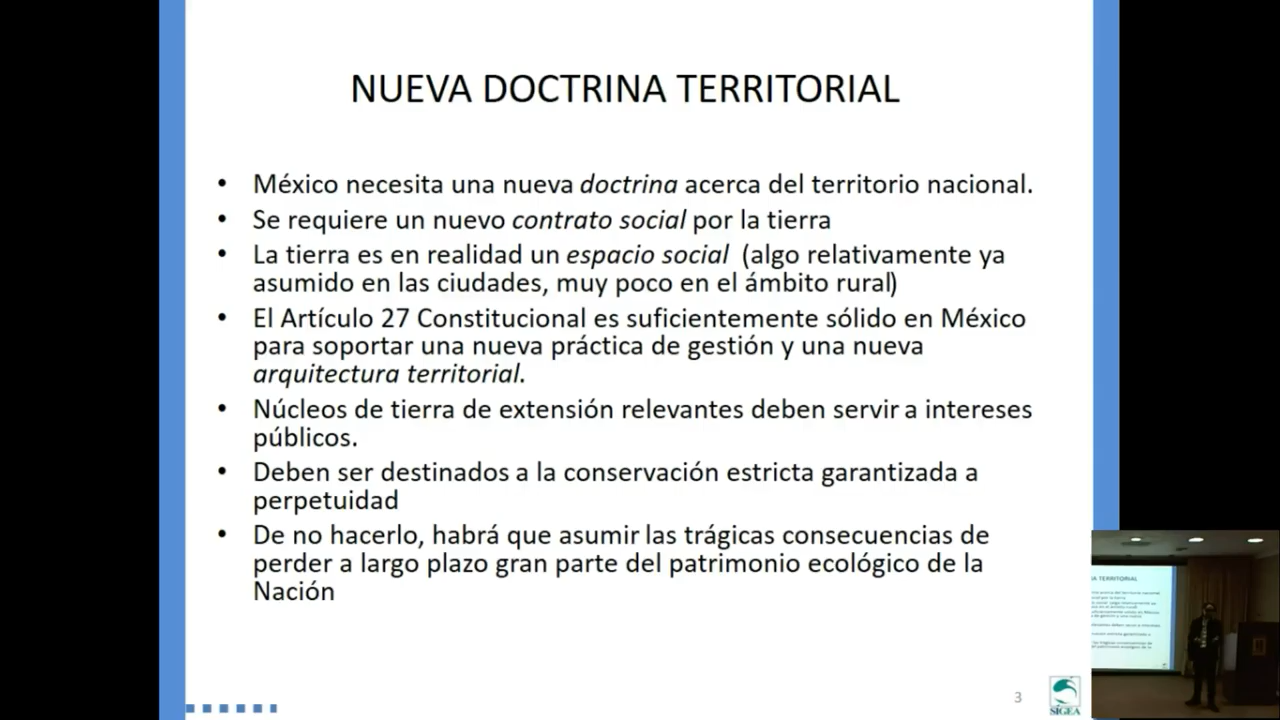 NUEVA DOCTRINA TERRITORIAL
• México necesita una nueva doctrina acerca del territorio nacional.
• Se requiere un nuevo contrato social por la tierra
• La tierra es en realidad un espacio social (algo relativamente ya
asumido en las ciudades, muy poco en el ámbito rural)
• El Artículo 27 Constitucional es suficientemente sólido en México
para soportar una nueva práctica de gestión y una nueva
arquitectura territorial.
• Núcleos de tierra de extensión relevantes deben servir a intereses
públicos.
• Deben ser destinados a la conservación estricta garantizada a
perpetuidad
• De no hacerlo, habrá que asumir las trágicas consecuencias de
perder a largo plazo gran parte del patrimonio ecológico de la
Nación
3
SÍGEA
TERRITORIAL